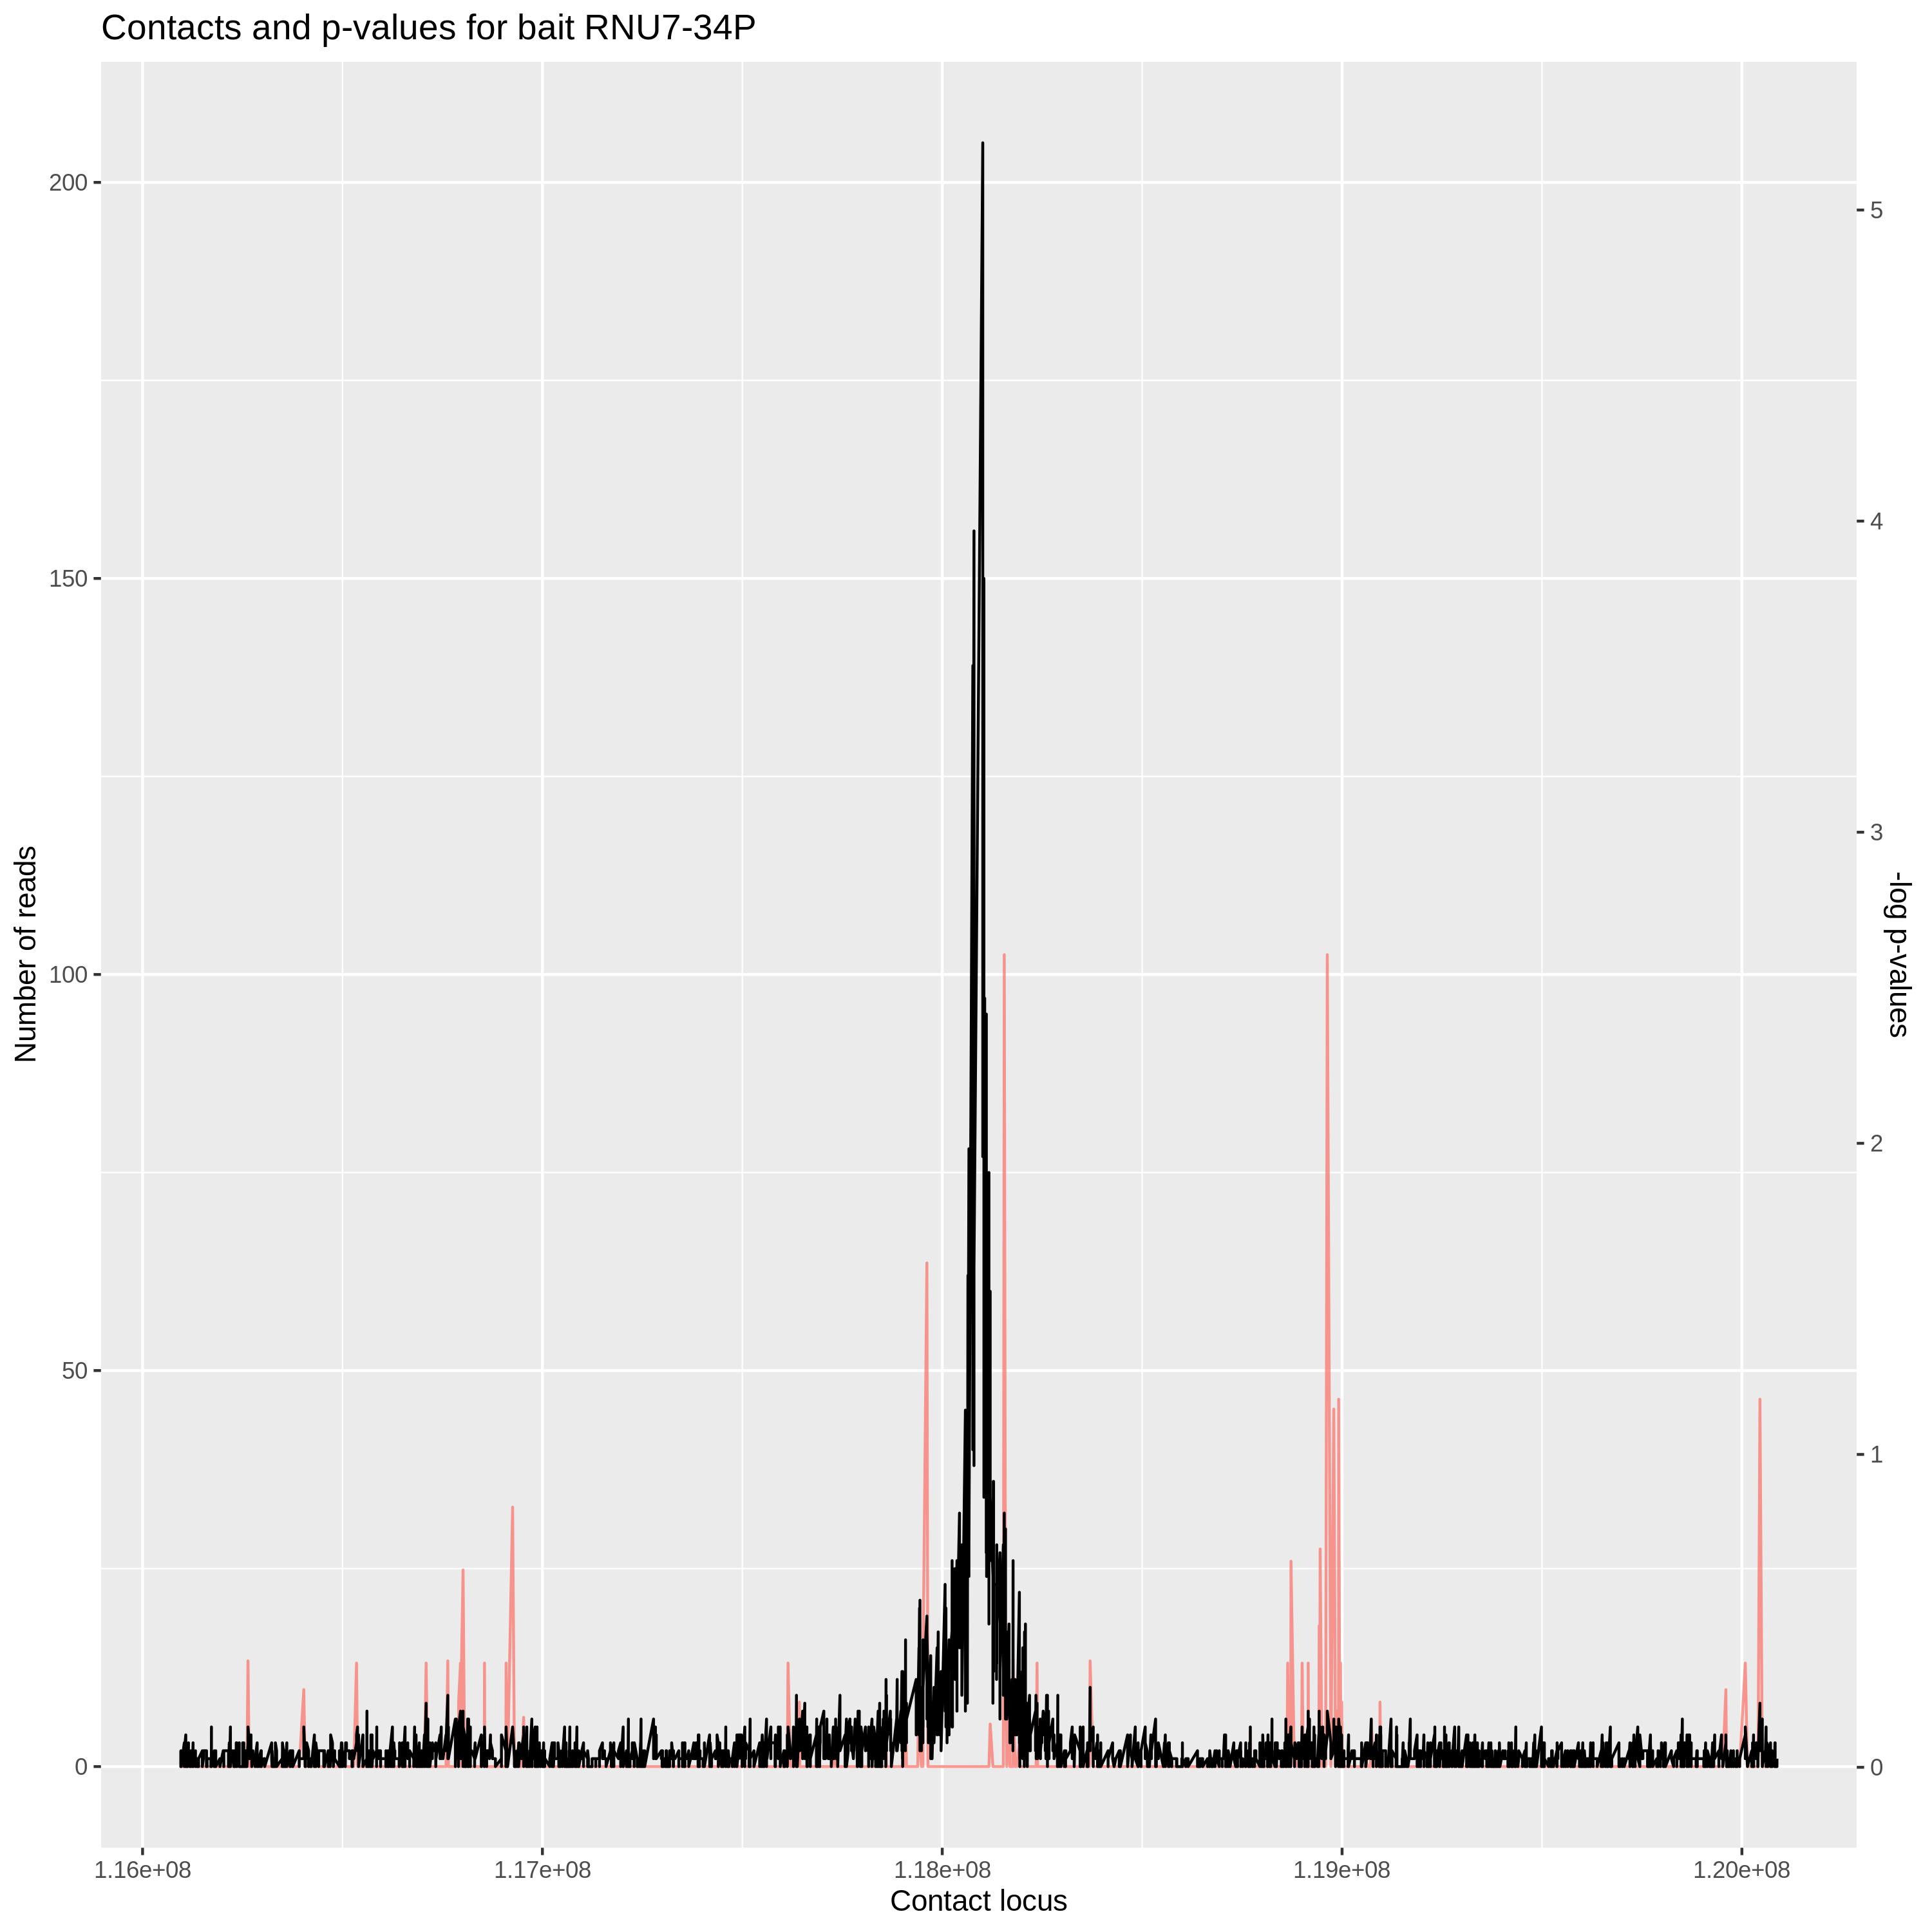 Contacts and p-values for bait RNU7-34P
200
150
100
50
0
Number of reads
5
4
3
2
1
0
-log p-values
1.16e+08
1.17e+08
1.18e+08
1.19e+08
1.20e+08
Contact locus